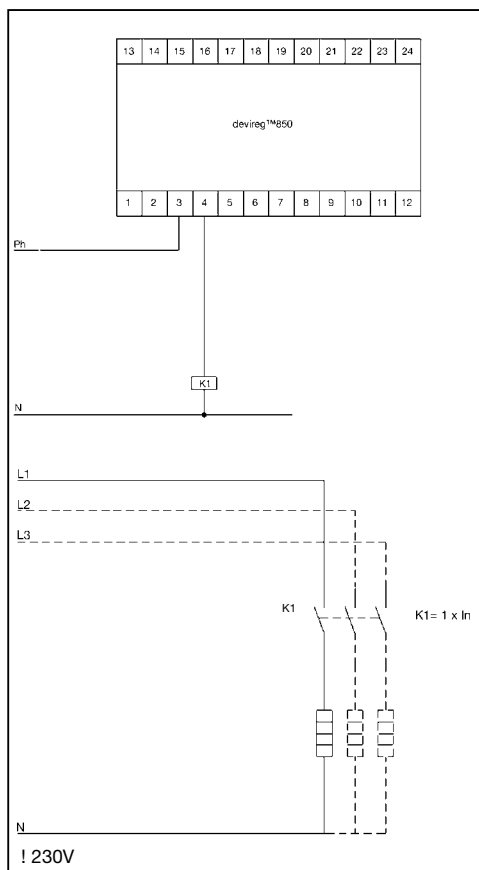 13 14 15 16 17 18 19 20 21 22 23 24
devireg™850
1 2 3 4 5 6 7 8 9 10 11 12
Ph
K1
N
L1
L2
L3
K1 K1= 1 x In
N
! 230V